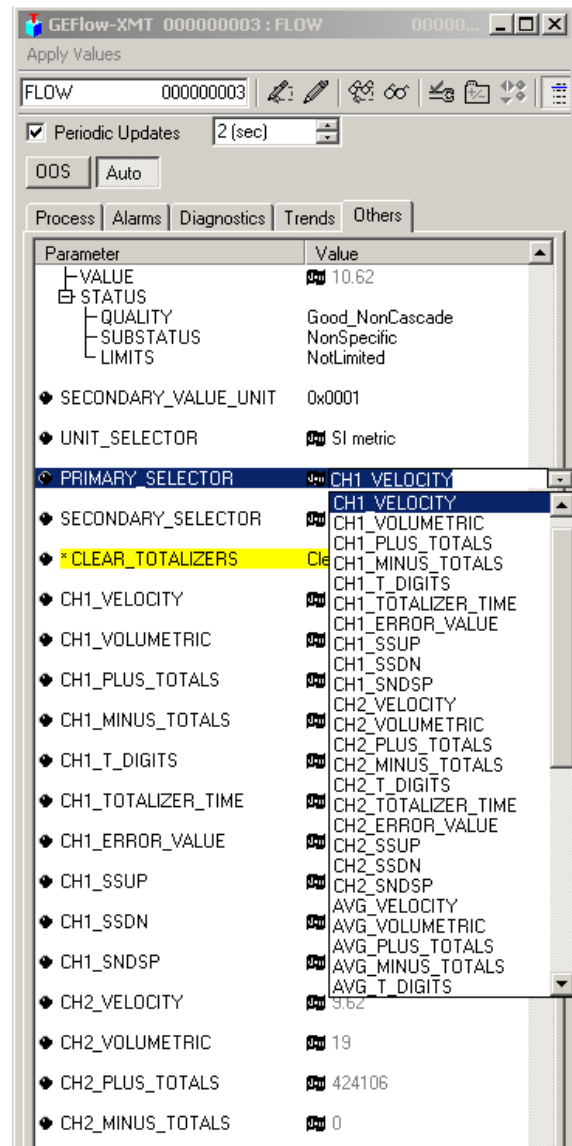 GEFlow-XMT 000000003 : FLOW 00000...
Apply Values
FLOW 000000003
Periodic Updates 2 (sec)
OOS Auto
Process Alarms Diagnostics Trends Others
Parameter Value
VALUE 10.62
STATUS
QUALITY Good_NonCascade
SUBSTATUS NonSpecific
LIMITS NotLimited
SECONDARY_VALUE_UNIT 0x0001
UNIT_SELECTOR SI metric
PRIMARY_SELECTOR CH1_VELOCITY
SECONDARY_SELECTOR
* CLEAR_TOTALIZERS Cle
CH1_VELOCITY
CH1_VOLUMETRIC
CH1_PLUS_TOTALS
CH1_MINUS_TOTALS
CH1_T_DIGITS
CH1_TOTALIZER_TIME
CH1_ERROR_VALUE
CH1_SSUP
CH1_SSDN
CH1_SNDSP
CH1_VELOCITY
CH1_VOLUMETRIC
CH1_PLUS_TOTALS
CH1_MINUS_TOTALS
CH1_T_DIGITS
CH1_TOTALIZER_TIME
CH1_ERROR_VALUE
CH1_SSUP
CH1_SSDN
CH1_SNDSP
CH2_VELOCITY
CH2_VOLUMETRIC
CH2_PLUS_TOTALS
CH2_MINUS_TOTALS
CH2_T_DIGITS
CH2_TOTALIZER_TIME
CH2_ERROR_VALUE
CH2_SSUP
CH2_SSDN
CH2_SNDSP
AVG_VELOCITY
AVG_VOLUMETRIC
AVG_PLUS_TOTALS
AVG_MINUS_TOTALS
AVG_T_DIGITS
CH2_VELOCITY 9.62
CH2_VOLUMETRIC 19
CH2_PLUS_TOTALS 424106
CH2_MINUS_TOTALS 0